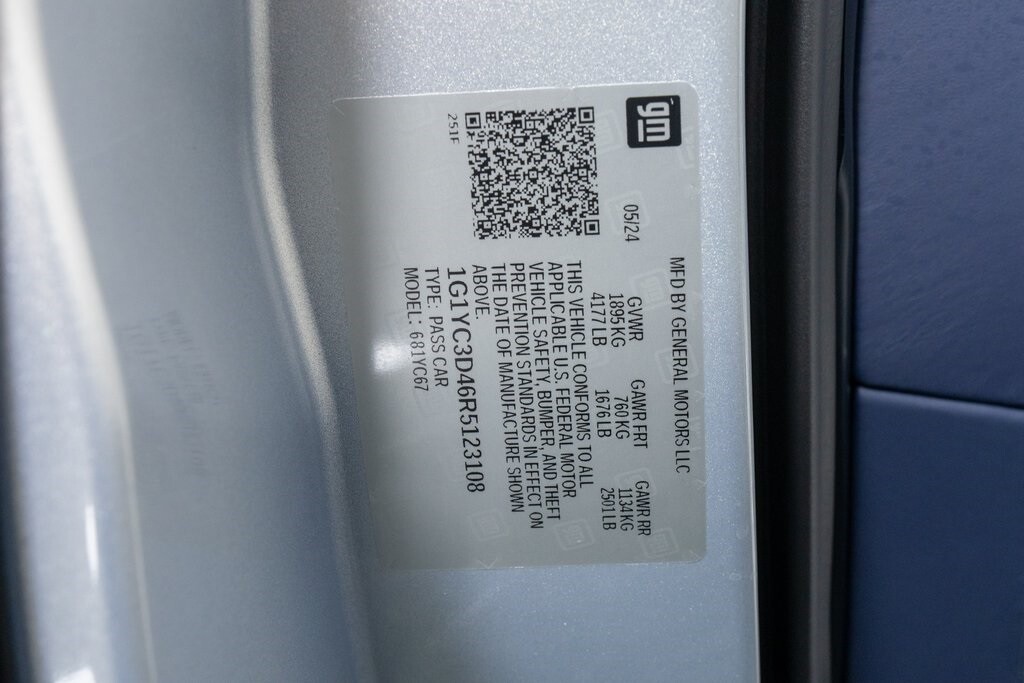 gm
05/24
251F
MFD BY GENERAL MOTORS LLC
GVWR GAWR FRT GAWR RR
1895 KG 760 KG 1134 KG
4177 LB 1676 LB 2501 LB
THIS VEHICLE CONFORMS TO ALL
APPLICABLE U.S. FEDERAL MOTOR
VEHICLE SAFETY, BUMPER, AND THEFT
PREVENTION STANDARDS IN EFFECT ON
THE DATE OF MANUFACTURE SHOWN
ABOVE.
1G1YC3D46R5123108
TYPE: PASS CAR
MODEL: 681YC67